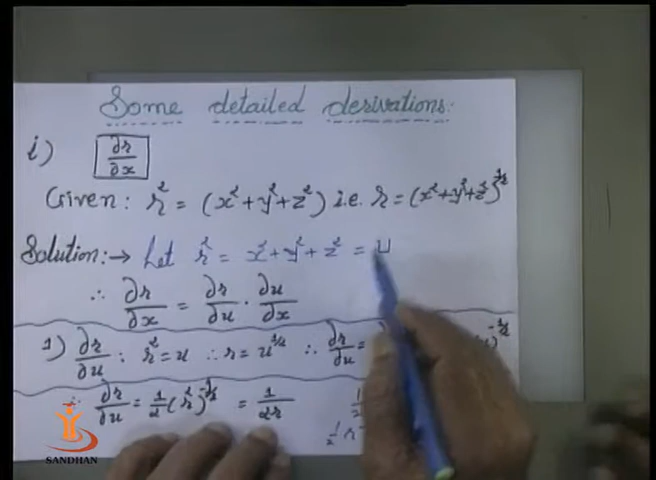 Some detailed derivations:
i) ∂r/∂x
Given: r² = (x²+y²+z²) i.e. r = (x²+y²+z²)^½
Solution:→ Let r² = x²+y²+z² = u
∴ ∂r/∂x = ∂r/∂u · ∂u/∂x
1) ∂r/∂u : r² = u ∴ r = u^½ ∴ ∂r/∂u =
∴ ∂r/∂u = ½(r²)^-½ = 1/2r
SANDHAN